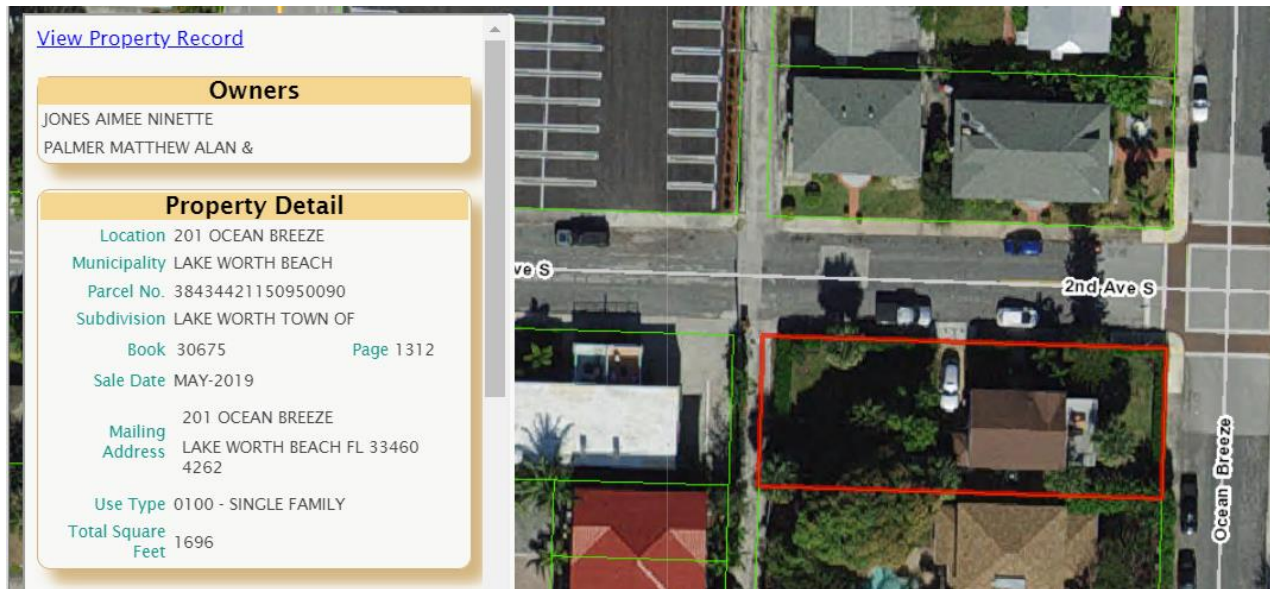 View Property Record
Owners
JONES AIMEE NINETTE
PALMER MATTHEW ALAN &
Property Detail
Location 201 OCEAN BREEZE
Municipality LAKE WORTH BEACH
Parcel No. 38434421150950090
Subdivision LAKE WORTH TOWN OF
Book 30675 Page 1312
Sale Date MAY-2019
Mailing Address 201 OCEAN BREEZE
LAKE WORTH BEACH FL 33460
4262
Use Type 0100 - SINGLE FAMILY
Total Square Feet 1696
ve S
2nd Ave S
Ocean Breeze